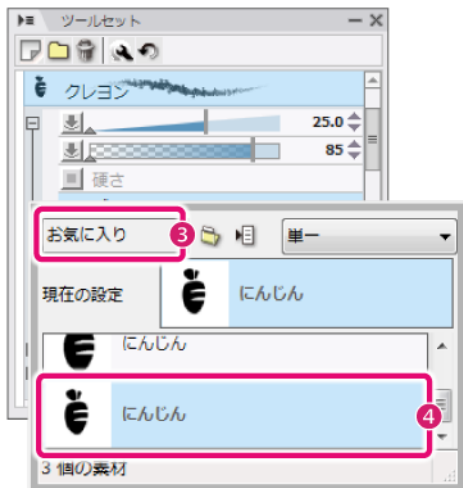 ツールセット
クレヨン
25.0
85
硬さ
お気に入り 3 単一
現在の設定 にんじん
にんじん
にんじん
4
3 個の素材